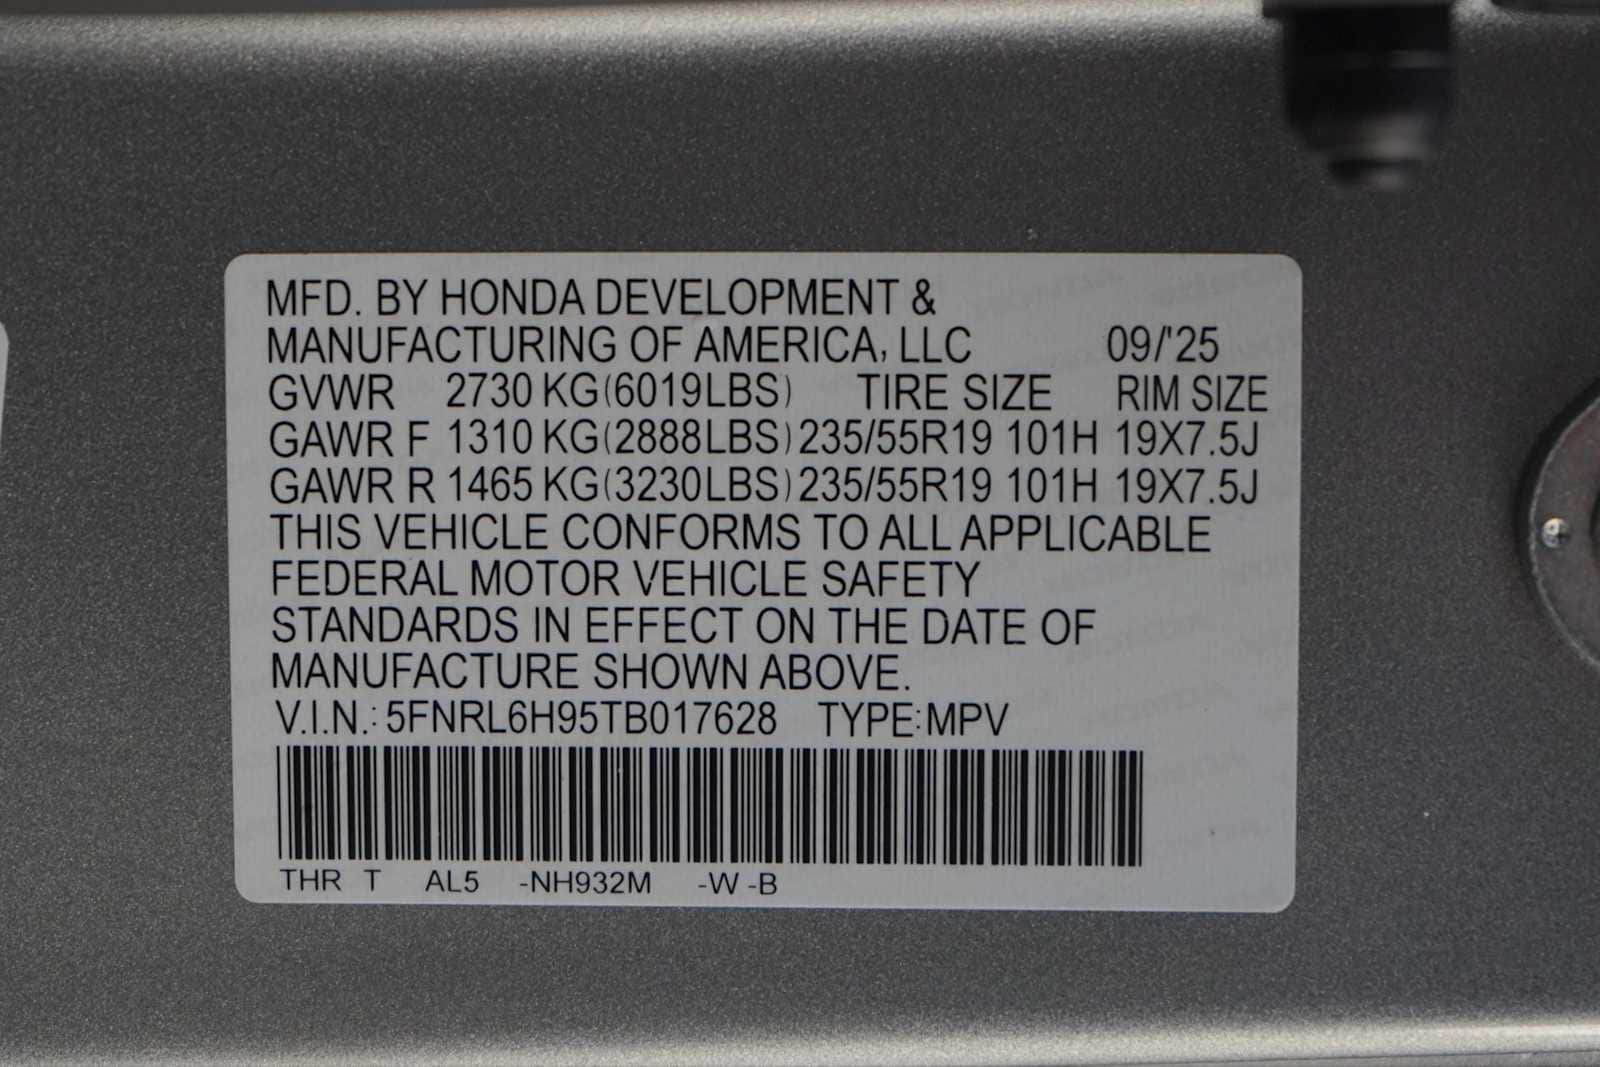 MFD. BY HONDA DEVELOPMENT &
MANUFACTURING OF AMERICA, LLC 09/'25
GVWR 2730 KG(6019LBS) TIRE SIZE RIM SIZE
GAWR F 1310 KG(2888LBS) 235/55R19 101H 19X7.5J
GAWR R 1465 KG(3230LBS) 235/55R19 101H 19X7.5J
THIS VEHICLE CONFORMS TO ALL APPLICABLE
FEDERAL MOTOR VEHICLE SAFETY
STANDARDS IN EFFECT ON THE DATE OF
MANUFACTURE SHOWN ABOVE.
V.I.N.: 5FNRL6H95TB017628 TYPE:MPV
THR T AL5 -NH932M -W -B